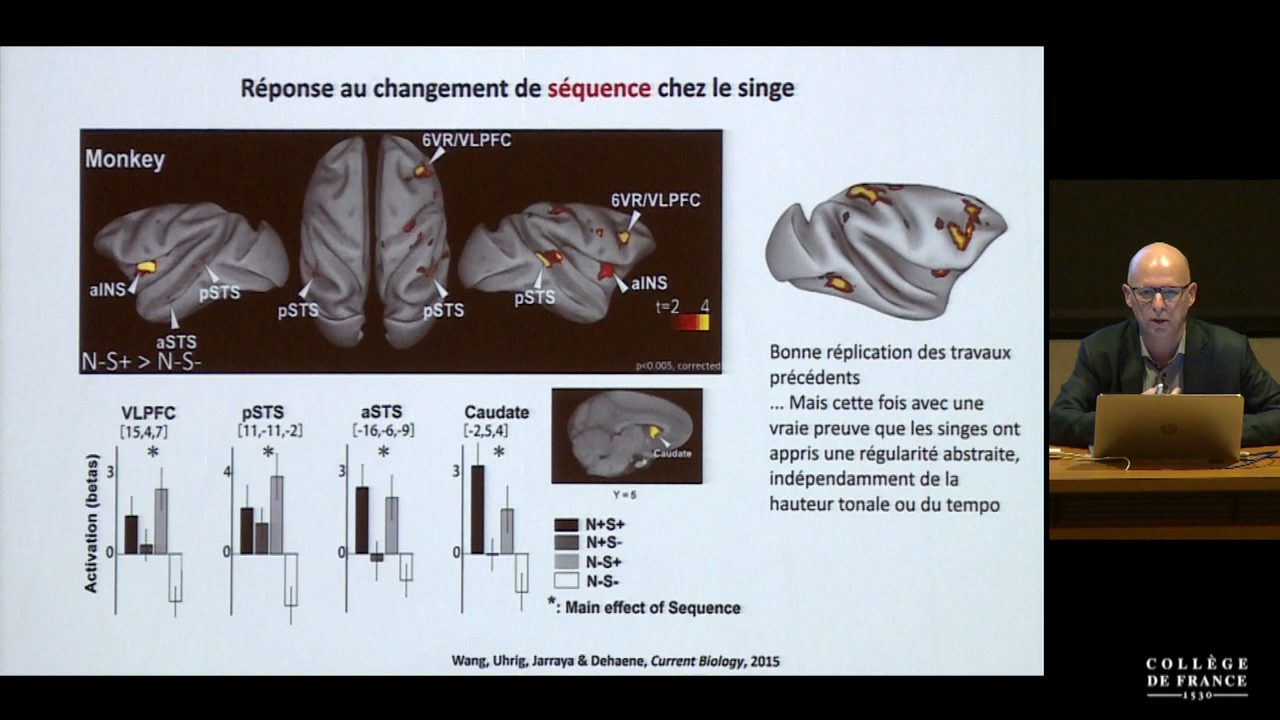 Réponse au changement de séquence chez le singe
Monkey
6VR/VLPFC
6VR/VLPFC
aINS
pSTS
pSTS
pSTS
pSTS
aINS
aSTS
t=2 4
N-S+ > N-S-
p<0.005, corrected
Bonne réplication des travaux
précédents
... Mais cette fois avec une
vraie preuve que les singes ont
appris une régularité abstraite,
indépendamment de la
hauteur tonale ou du tempo
VLPFC
[15,4,7]
pSTS
[11,-11,-2]
aSTS
[-16,-6,-9]
Caudate
[-2,5,4]
*
*
*
*
Activation (betas)
3
0
4
0
3
0
3
0
Caudate
Y = 5
N+S+
N+S-
N-S+
N-S-
*: Main effect of Sequence
Wang, Uhrig, Jarraya & Dehaene, Current Biology, 2015
COLLÈGE
DE FRANCE
1530